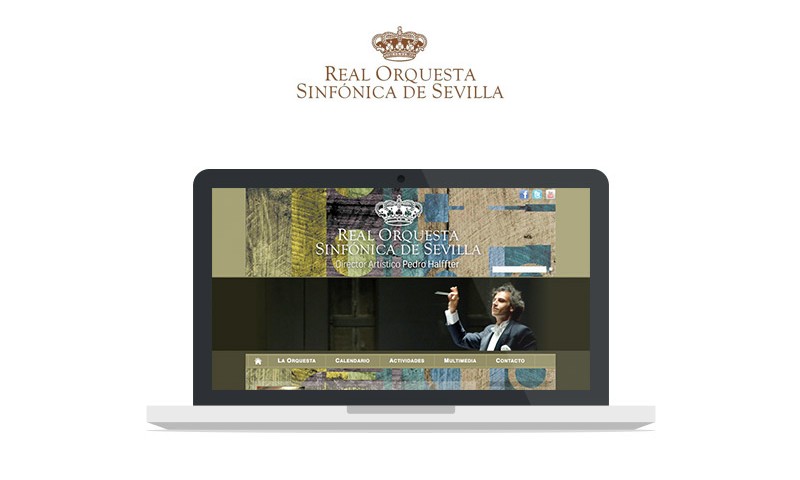 REAL ORQUESTA
SINFÓNICA DE SEVILLA
REAL ORQUESTA
SINFÓNICA DE SEVILLA
Director Artístico Pedro Halffter
LA ORQUESTA CALENDARIO ACTIVIDADES MULTIMEDIA CONTACTO